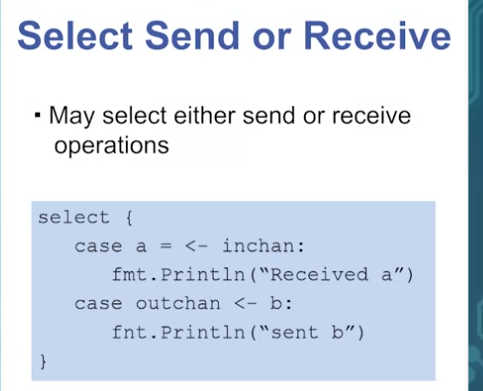 Select Send or Receive
▪ May select either send or receive
operations
select {
case a = <- inchan:
fmt.Println(“Received a”)
case outchan <- b:
fnt.Println(“sent b”)
}